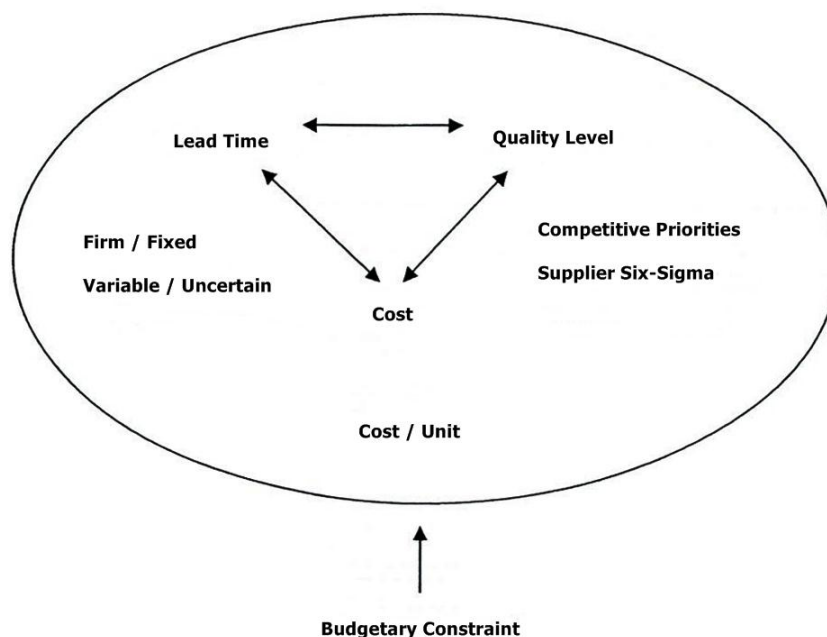 Lead Time
Quality Level
Firm / Fixed
Variable / Uncertain
Competitive Priorities
Supplier Six-Sigma
Cost
Cost / Unit
Budgetary Constraint